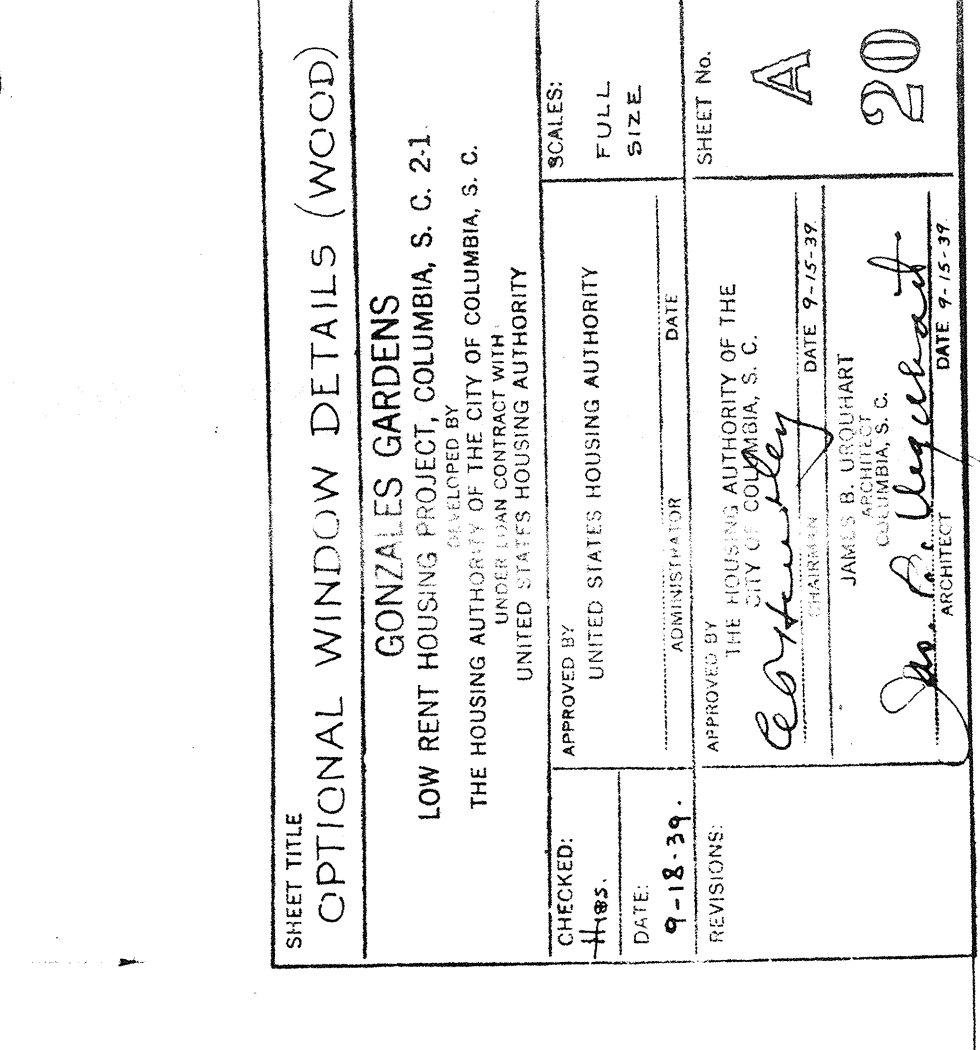 SHEET TITLE
OPTIONAL WINDOW DETAILS (WOOD)
GONZALES GARDENS
LOW RENT HOUSING PROJECT, COLUMBIA, S. C. 2-1
DEVELOPED BY
THE HOUSING AUTHORITY OF THE CITY OF COLUMBIA, S. C.
UNDER LOAN CONTRACT WITH
UNITED STATES HOUSING AUTHORITY
CHECKED:
DATE:
9-18-39.
APPROVED BY
UNITED STATES HOUSING AUTHORITY
ADMINISTRATOR DATE
SCALES:
FULL
SIZE
REVISIONS:
APPROVED BY
THE HOUSING AUTHORITY OF THE
CITY OF COLUMBIA, S. C.
CHAIRMAN DATE 9-15-39.
JAMES B. URQUHART
ARCHITECT
COLUMBIA, S. C.
Jas. B. Urquhart
ARCHITECT DATE 9-15-39.
SHEET No.
A
20